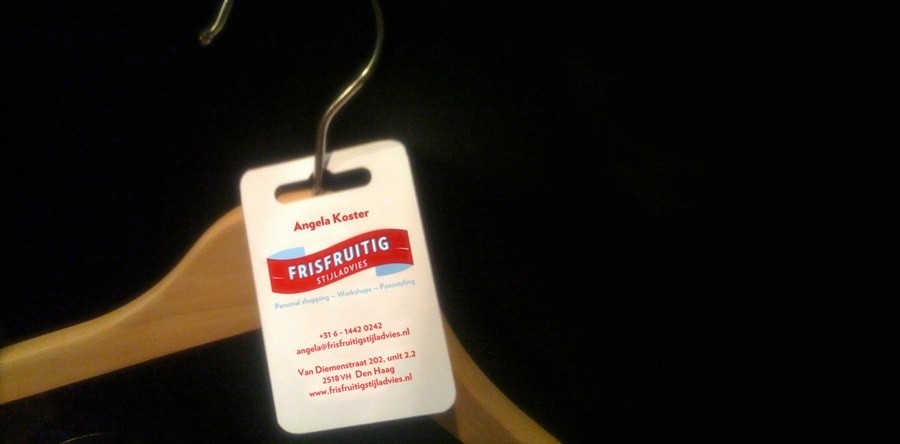 Angela Koster
FRISFRUITIG
STIJLADVIES
Personal shopping — Workshops — Fotostyling
+31 6 - 1442 0242
angela@frisfruitigstijladvies.nl
Van Diemenstraat 202, unit 2.2
2518 VH Den Haag
www.frisfruitigstijladvies.nl